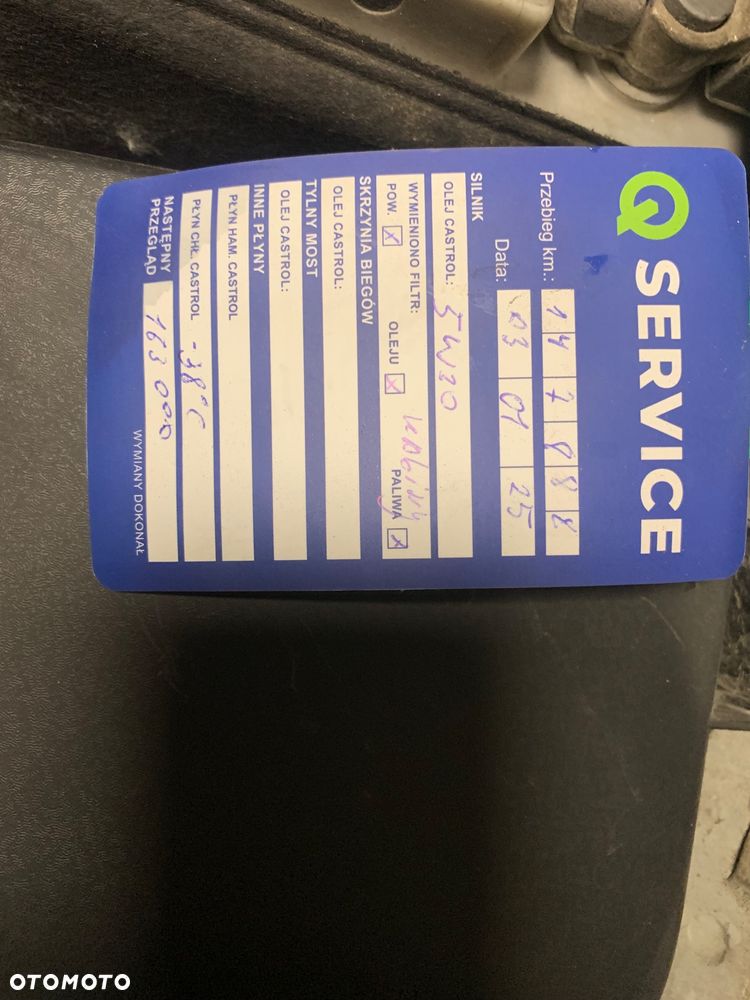 Q SERVICE
Przebieg km.: 147888
Data: 03 01 25
SILNIK
OLEJ CASTROL: 5W30
WYMIENIONO FILTR: kabiny
POW. x OLEJU x PALIWA x
SKRZYNIA BIEGÓW
OLEJ CASTROL:
TYLNY MOST
OLEJ CASTROL:
INNE PŁYNY
PŁYN HAM. CASTROL
PŁYN CHŁ. CASTROL -38°C
NASTĘPNY PRZEGLĄD 163 000
WYMIANY DOKONAŁ
OTOMOTO